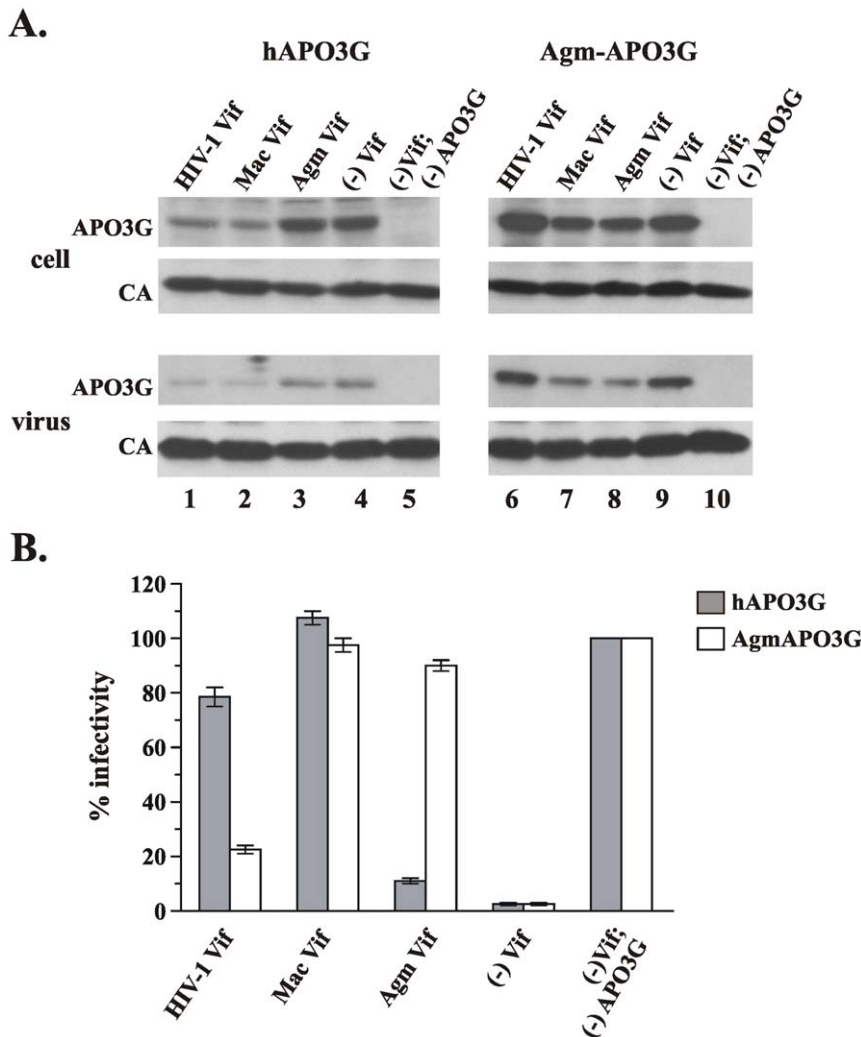 A.
hAPO3G
Agm-APO3G
HIV-1 Vif
Mac Vif
Agm Vif
(-) Vif
(-)Vif;
(-) APO3G
HIV-1 Vif
Mac Vif
Agm Vif
(-) Vif
(-)Vif;
(-) APO3G
APO3G
cell
CA
APO3G
virus
CA
1 2 3 4 5 6 7 8 9 10
B.
120
100
80
60
40
20
0
% infectivity
hAPO3G
AgmAPO3G
HIV-1 Vif
Mac Vif
Agm Vif
(-) Vif
(-)Vif;
(-) APO3G